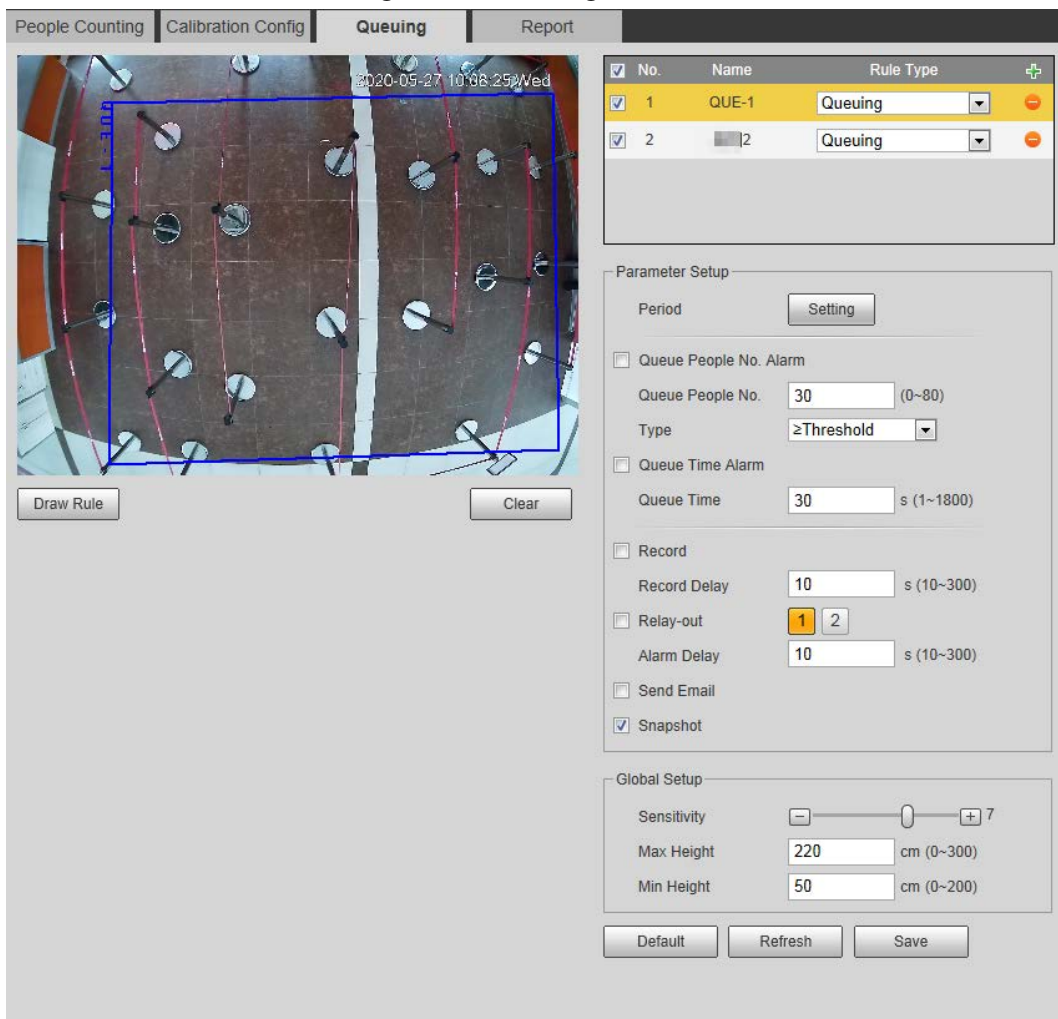 People Counting Calibration Config Queuing Report
2020-05-27 10:08:25 Wed
QUE-1
No. Name Rule Type
1 QUE-1 Queuing
2 2 Queuing
Parameter Setup
Period Setting
Queue People No. Alarm
Queue People No. 30 (0~80)
Type ≥Threshold
Queue Time Alarm
Queue Time 30 s (1~1800)
Record
Record Delay 10 s (10~300)
Relay-out 1 2
Alarm Delay 10 s (10~300)
Send Email
Snapshot
Global Setup
Sensitivity 7
Max Height 220 cm (0~300)
Min Height 50 cm (0~200)
Draw Rule Clear
Default Refresh Save